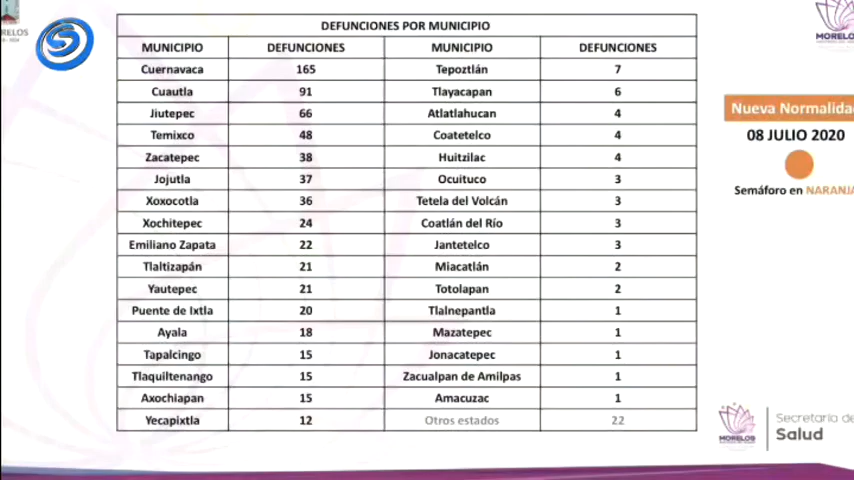 DEFUNCIONES POR MUNICIPIO
MUNICIPIO DEFUNCIONES MUNICIPIO DEFUNCIONES
Cuernavaca 165 Tepoztlán 7
Cuautla 91 Tlayacapan 6
Jiutepec 66 Atlatlahucan 4
Temixco 48 Coatetelco 4
Zacatepec 38 Huitzilac 4
Jojutla 37 Ocuituco 3
Xoxocotla 36 Tetela del Volcán 3
Xochitepec 24 Coatlán del Río 3
Emiliano Zapata 22 Jantetelco 3
Tlaltizapán 21 Miacatlán 2
Yautepec 21 Totolapan 2
Puente de Ixtla 20 Tlalnepantla 1
Ayala 18 Mazatepec 1
Tapalcingo 15 Jonacatepec 1
Tlaquiltenango 15 Zacualpan de Amilpas 1
Axochiapan 15 Amacuzac 1
Yecapixtla 12 Otros estados 22
RELOS
S
MORELOS
Nueva Normalidad
08 JULIO 2020
Semáforo en NARANJA
MORELOS
Secretaría de
Salud